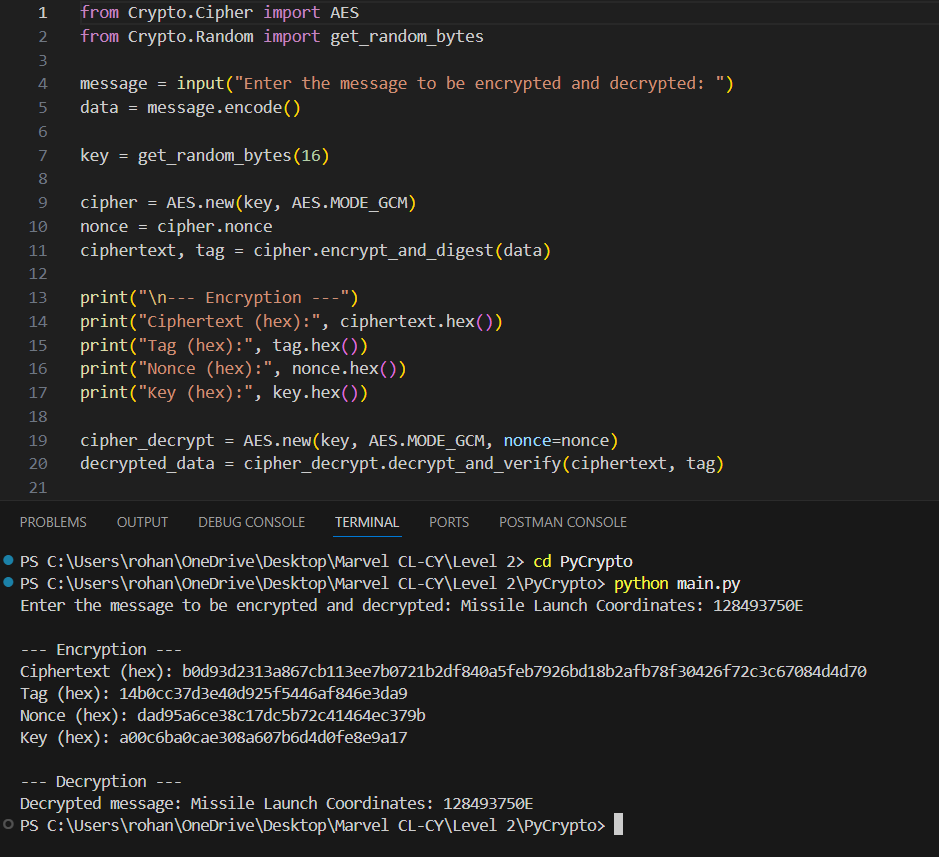 1 from Crypto.Cipher import AES
2 from Crypto.Random import get_random_bytes
3
4 message = input("Enter the message to be encrypted and decrypted: ")
5 data = message.encode()
6
7 key = get_random_bytes(16)
8
9 cipher = AES.new(key, AES.MODE_GCM)
10 nonce = cipher.nonce
11 ciphertext, tag = cipher.encrypt_and_digest(data)
12
13 print("\n--- Encryption ---")
14 print("Ciphertext (hex):", ciphertext.hex())
15 print("Tag (hex):", tag.hex())
16 print("Nonce (hex):", nonce.hex())
17 print("Key (hex):", key.hex())
18
19 cipher_decrypt = AES.new(key, AES.MODE_GCM, nonce=nonce)
20 decrypted_data = cipher_decrypt.decrypt_and_verify(ciphertext, tag)
21
PROBLEMS OUTPUT DEBUG CONSOLE TERMINAL PORTS POSTMAN CONSOLE
PS C:\Users\rohan\OneDrive\Desktop\Marvel CL-CY\Level 2> cd PyCrypto
PS C:\Users\rohan\OneDrive\Desktop\Marvel CL-CY\Level 2\PyCrypto> python main.py
Enter the message to be encrypted and decrypted: Missile Launch Coordinates: 128493750E
--- Encryption ---
Ciphertext (hex): b0d93d2313a867cb113ee7b0721b2df840a5feb7926bd18b2afb78f30426f72c3c67084d4d70
Tag (hex): 14b0cc37d3e40d925f5446af846e3da9
Nonce (hex): dad95a6ce38c17dc5b72c41464ec379b
Key (hex): a00c6ba0cae308a607b6d4d0fe8e9a17
--- Decryption ---
Decrypted message: Missile Launch Coordinates: 128493750E
PS C:\Users\rohan\OneDrive\Desktop\Marvel CL-CY\Level 2\PyCrypto>